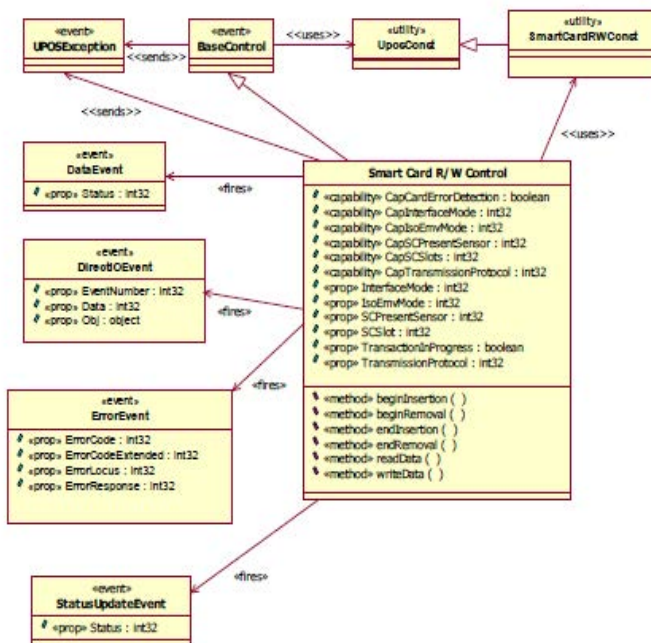 «event»
UPOSException
«event»
BaseControl
<<sends>>
<<uses>>
«utility»
UposConst
«utility»
SmartCardRWConst
<<sends>>
<<uses>>
«event»
DataEvent
«prop» Status : int32
«fires»
Smart Card R/W Control
«capability» CapCardErrorDetection : boolean
«capability» CapInterfaceMode : int32
«capability» CapIsoEmvMode : int32
«capability» CapSCPresentSensor : int32
«capability» CapSCSlots : int32
«capability» CapTransmissionProtocol : int32
«prop» InterfaceMode : int32
«prop» IsoEmvMode : int32
«prop» SCPresentSensor : int32
«prop» SCSlot : int32
«prop» TransactionInProgress : boolean
«prop» TransmissionProtocol : int32
«method» beginInsertion ( )
«method» beginRemoval ( )
«method» endInsertion ( )
«method» endRemoval ( )
«method» readData ( )
«method» writeData ( )
«event»
DirectIOEvent
«prop» EventNumber : int32
«prop» Data : int32
«prop» Obj : object
«fires»
«event»
ErrorEvent
«prop» ErrorCode : int32
«prop» ErrorCodeExtended : int32
«prop» ErrorLocus : int32
«prop» ErrorResponse : int32
«fires»
«event»
StatusUpdateEvent
«prop» Status : int32
«fires»